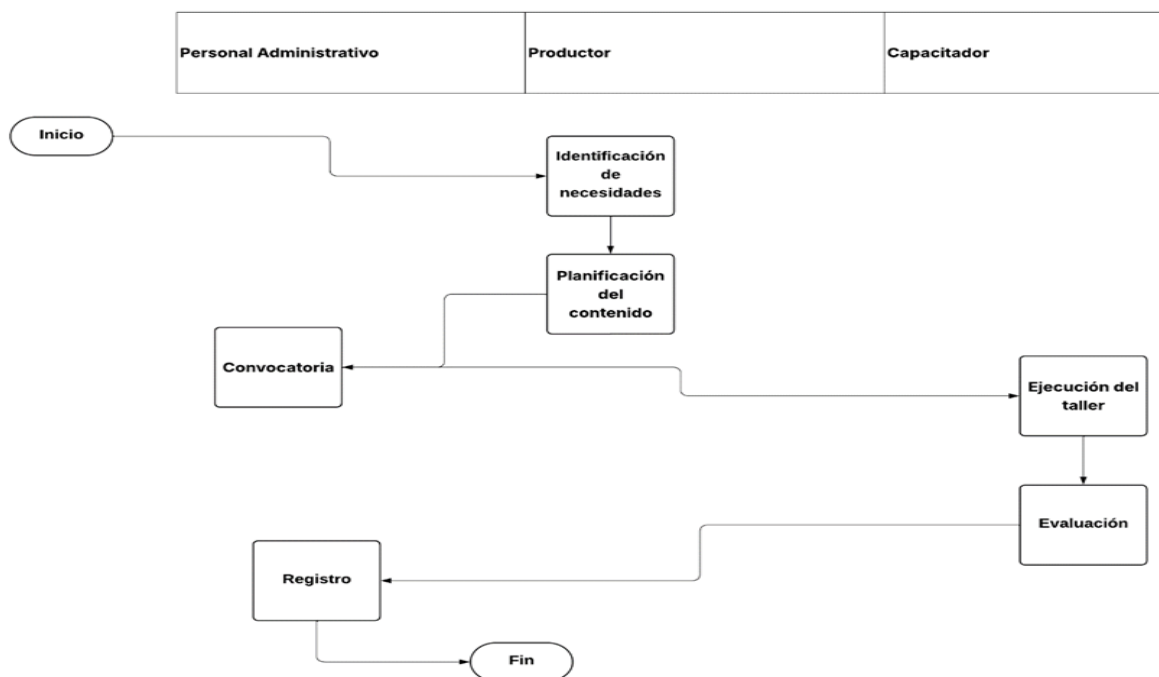 Personal Administrativo
Productor
Capacitador
Inicio
Identificación
de
necesidades
Planificación
del
contenido
Convocatoria
Ejecución del
taller
Evaluación
Registro
Fin